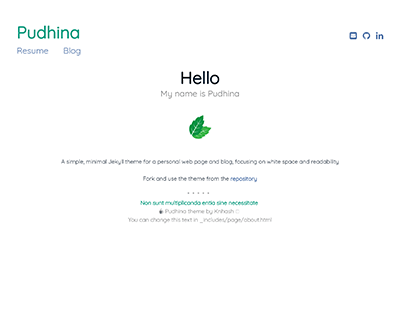 Pudhina
Resume Blog
Hello
My name is Pudhina
A simple, minimal Jekyll theme for a personal web page and blog, focusing on white space and readability
Fork and use the theme from the repository
Non sunt multiplicanda entia sine necessitate
Pudhina theme by Knhash
You can change this text in _includes/page/about.html